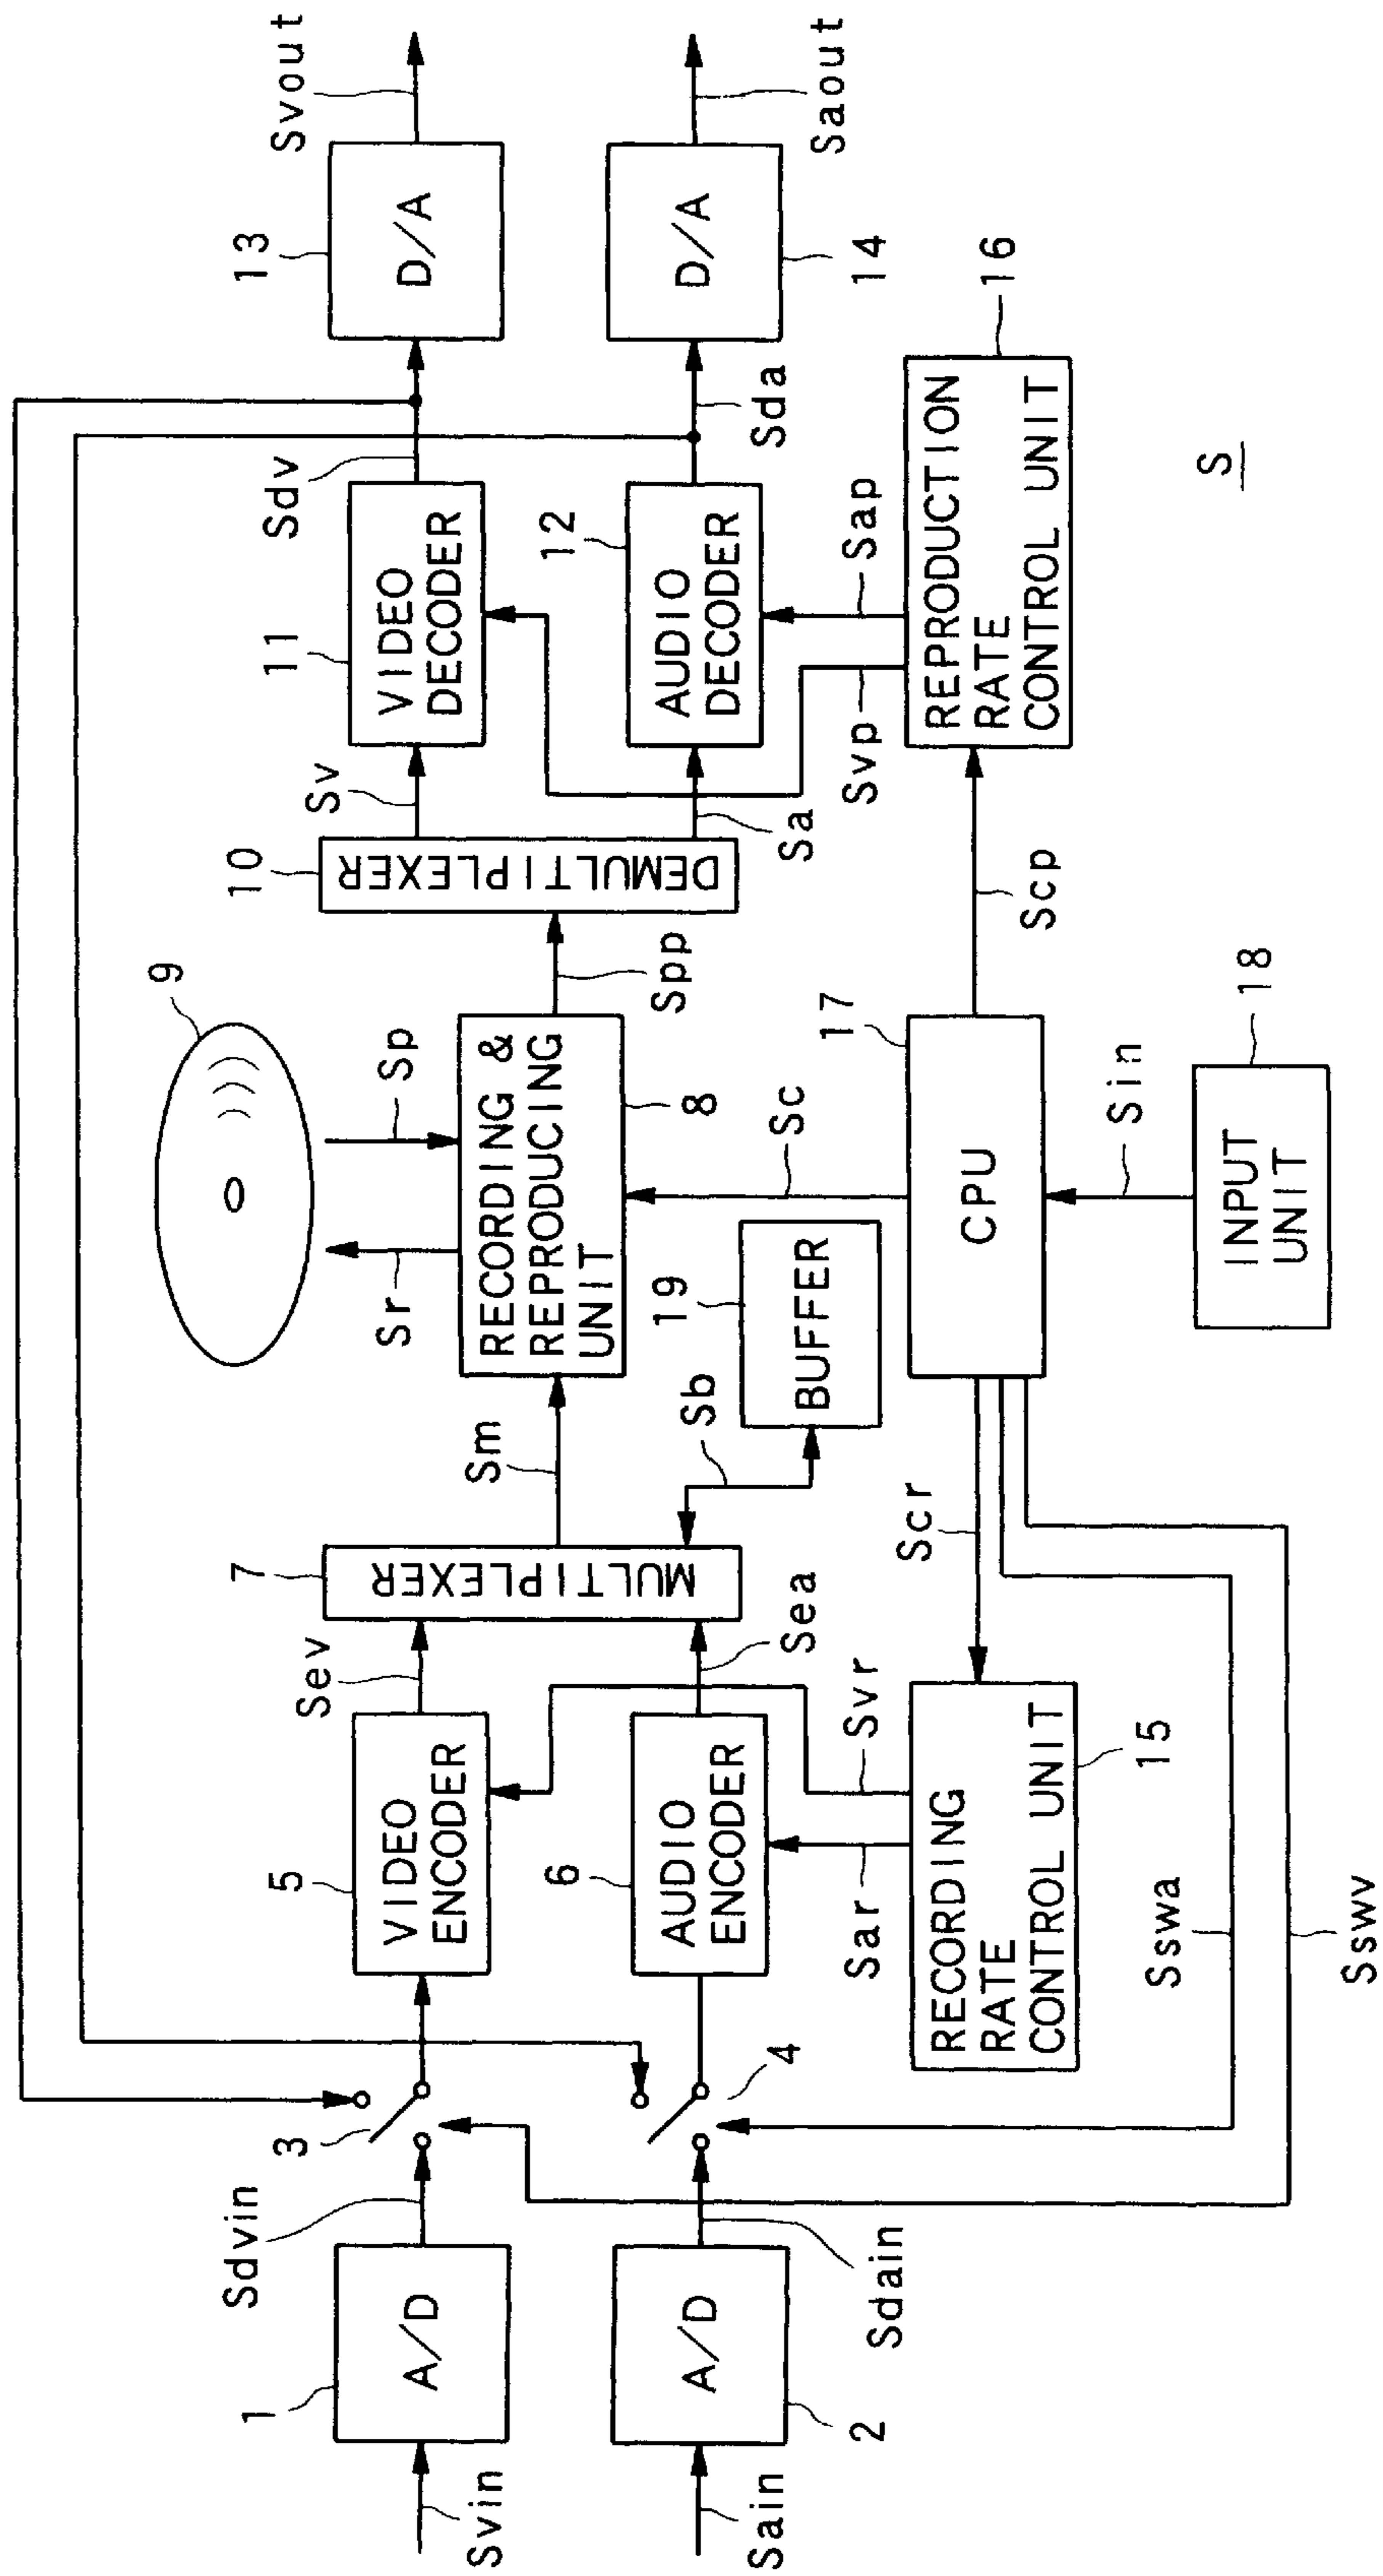 Svin
1
A/D
Sdvin
3
5
VIDEO
ENCODER
Sev
7
MULTIPLEXER
Sm
Sr
Sp
9
RECORDING &
REPRODUCING
UNIT
8
Spp
10
DEMULTIPLEXER
Sv
11
VIDEO
DECODER
Sdv
13
D/A
Svout
Sain
2
A/D
Sdain
4
6
AUDIO
ENCODER
Sea
Sb
19
BUFFER
Sc
Sa
12
AUDIO
DECODER
Sda
14
D/A
Saout
Sar
Svr
RECORDING
RATE
CONTROL UNIT
15
Scr
17
CPU
Scp
Svp
Sap
REPRODUCTION
RATE
CONTROL UNIT
16
Sswa
Sswv
Sin
18
INPUT
UNIT
S